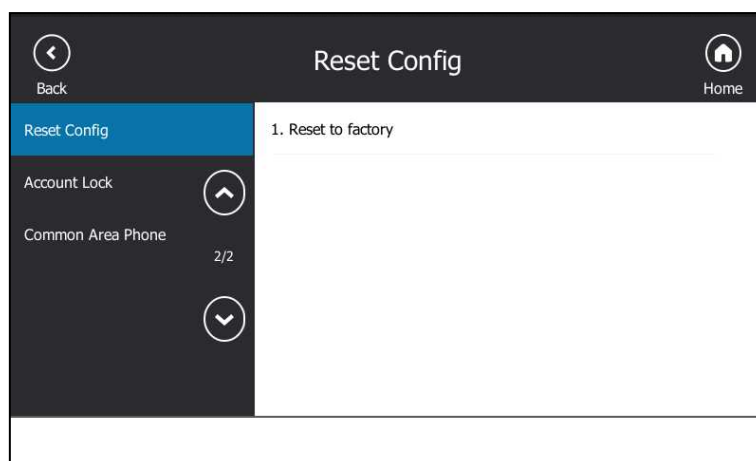 Reset Config
Back
Home
Reset Config
1. Reset to factory
Account Lock
Common Area Phone
2/2